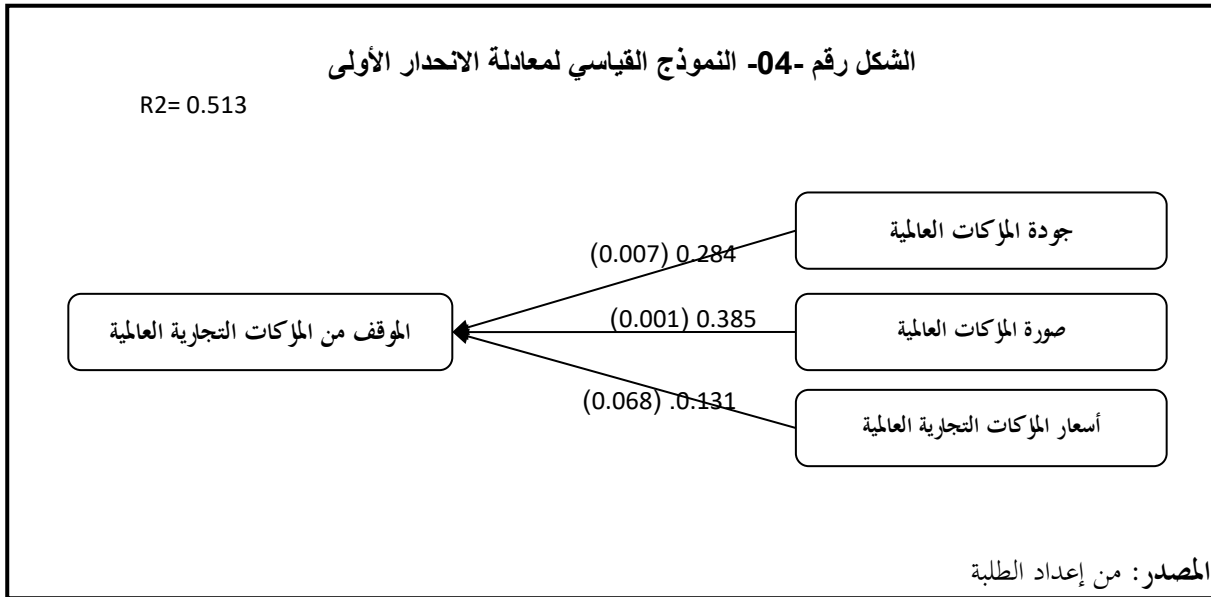 الشكل رقم -04- النموذج القياسي لمعادلة الانحدار الأولى
R2= 0.513
جودة الماركات العالمية
(0.007) 0.284
صورة الماركات العالمية
(0.001) 0.385
الموقف من الماركات التجارية العالمية
أسعار الماركات التجارية العالمية
(0.068) .0.131
المصدر: من إعداد الطلبة